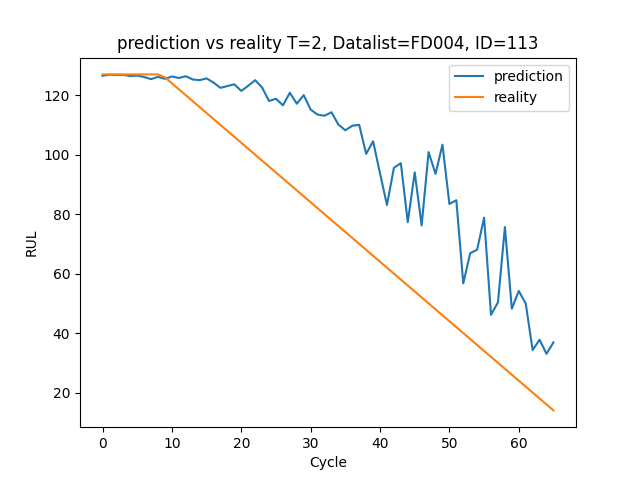 prediction vs reality T=2, Datalist=FD004, ID=113
prediction
reality
120
100
80
60
40
20
RUL
0 10 20 30 40 50 60
Cycle